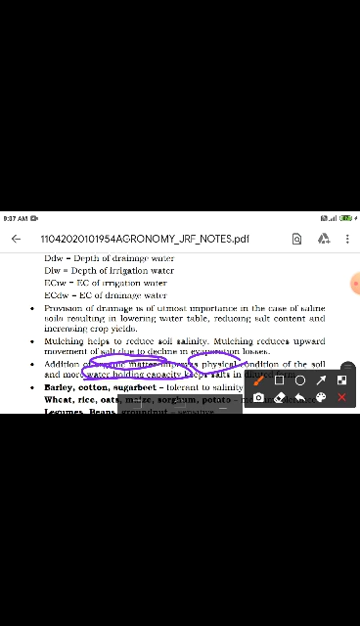 9:37 AM
11042020101954AGRONOMY_JRF_NOTES.pdf
Ddw = Depth of drainage water
Diw = Depth of Irrigation water
ECiw = EC of irrigation water
ECdw = EC of drainage water
• Provision of drainage is of utmost importance in the case of saline
soils resulting in lowering water table, reducing salt content and
increasing crop yields.
• Mulching helps to reduce soil salinity. Mulching reduces upward
movement of salt due to decline in evaporation losses.
• Addition of organic matter improves physical condition of the soil
and more water holding capacity keeps salts in diluted form.
• Barley, cotton, sugarbeet – tolerant to salinity
Wheat, rice, oats, maize, sorghum, potato –
Legumes, Beans, groundnut – sensitive